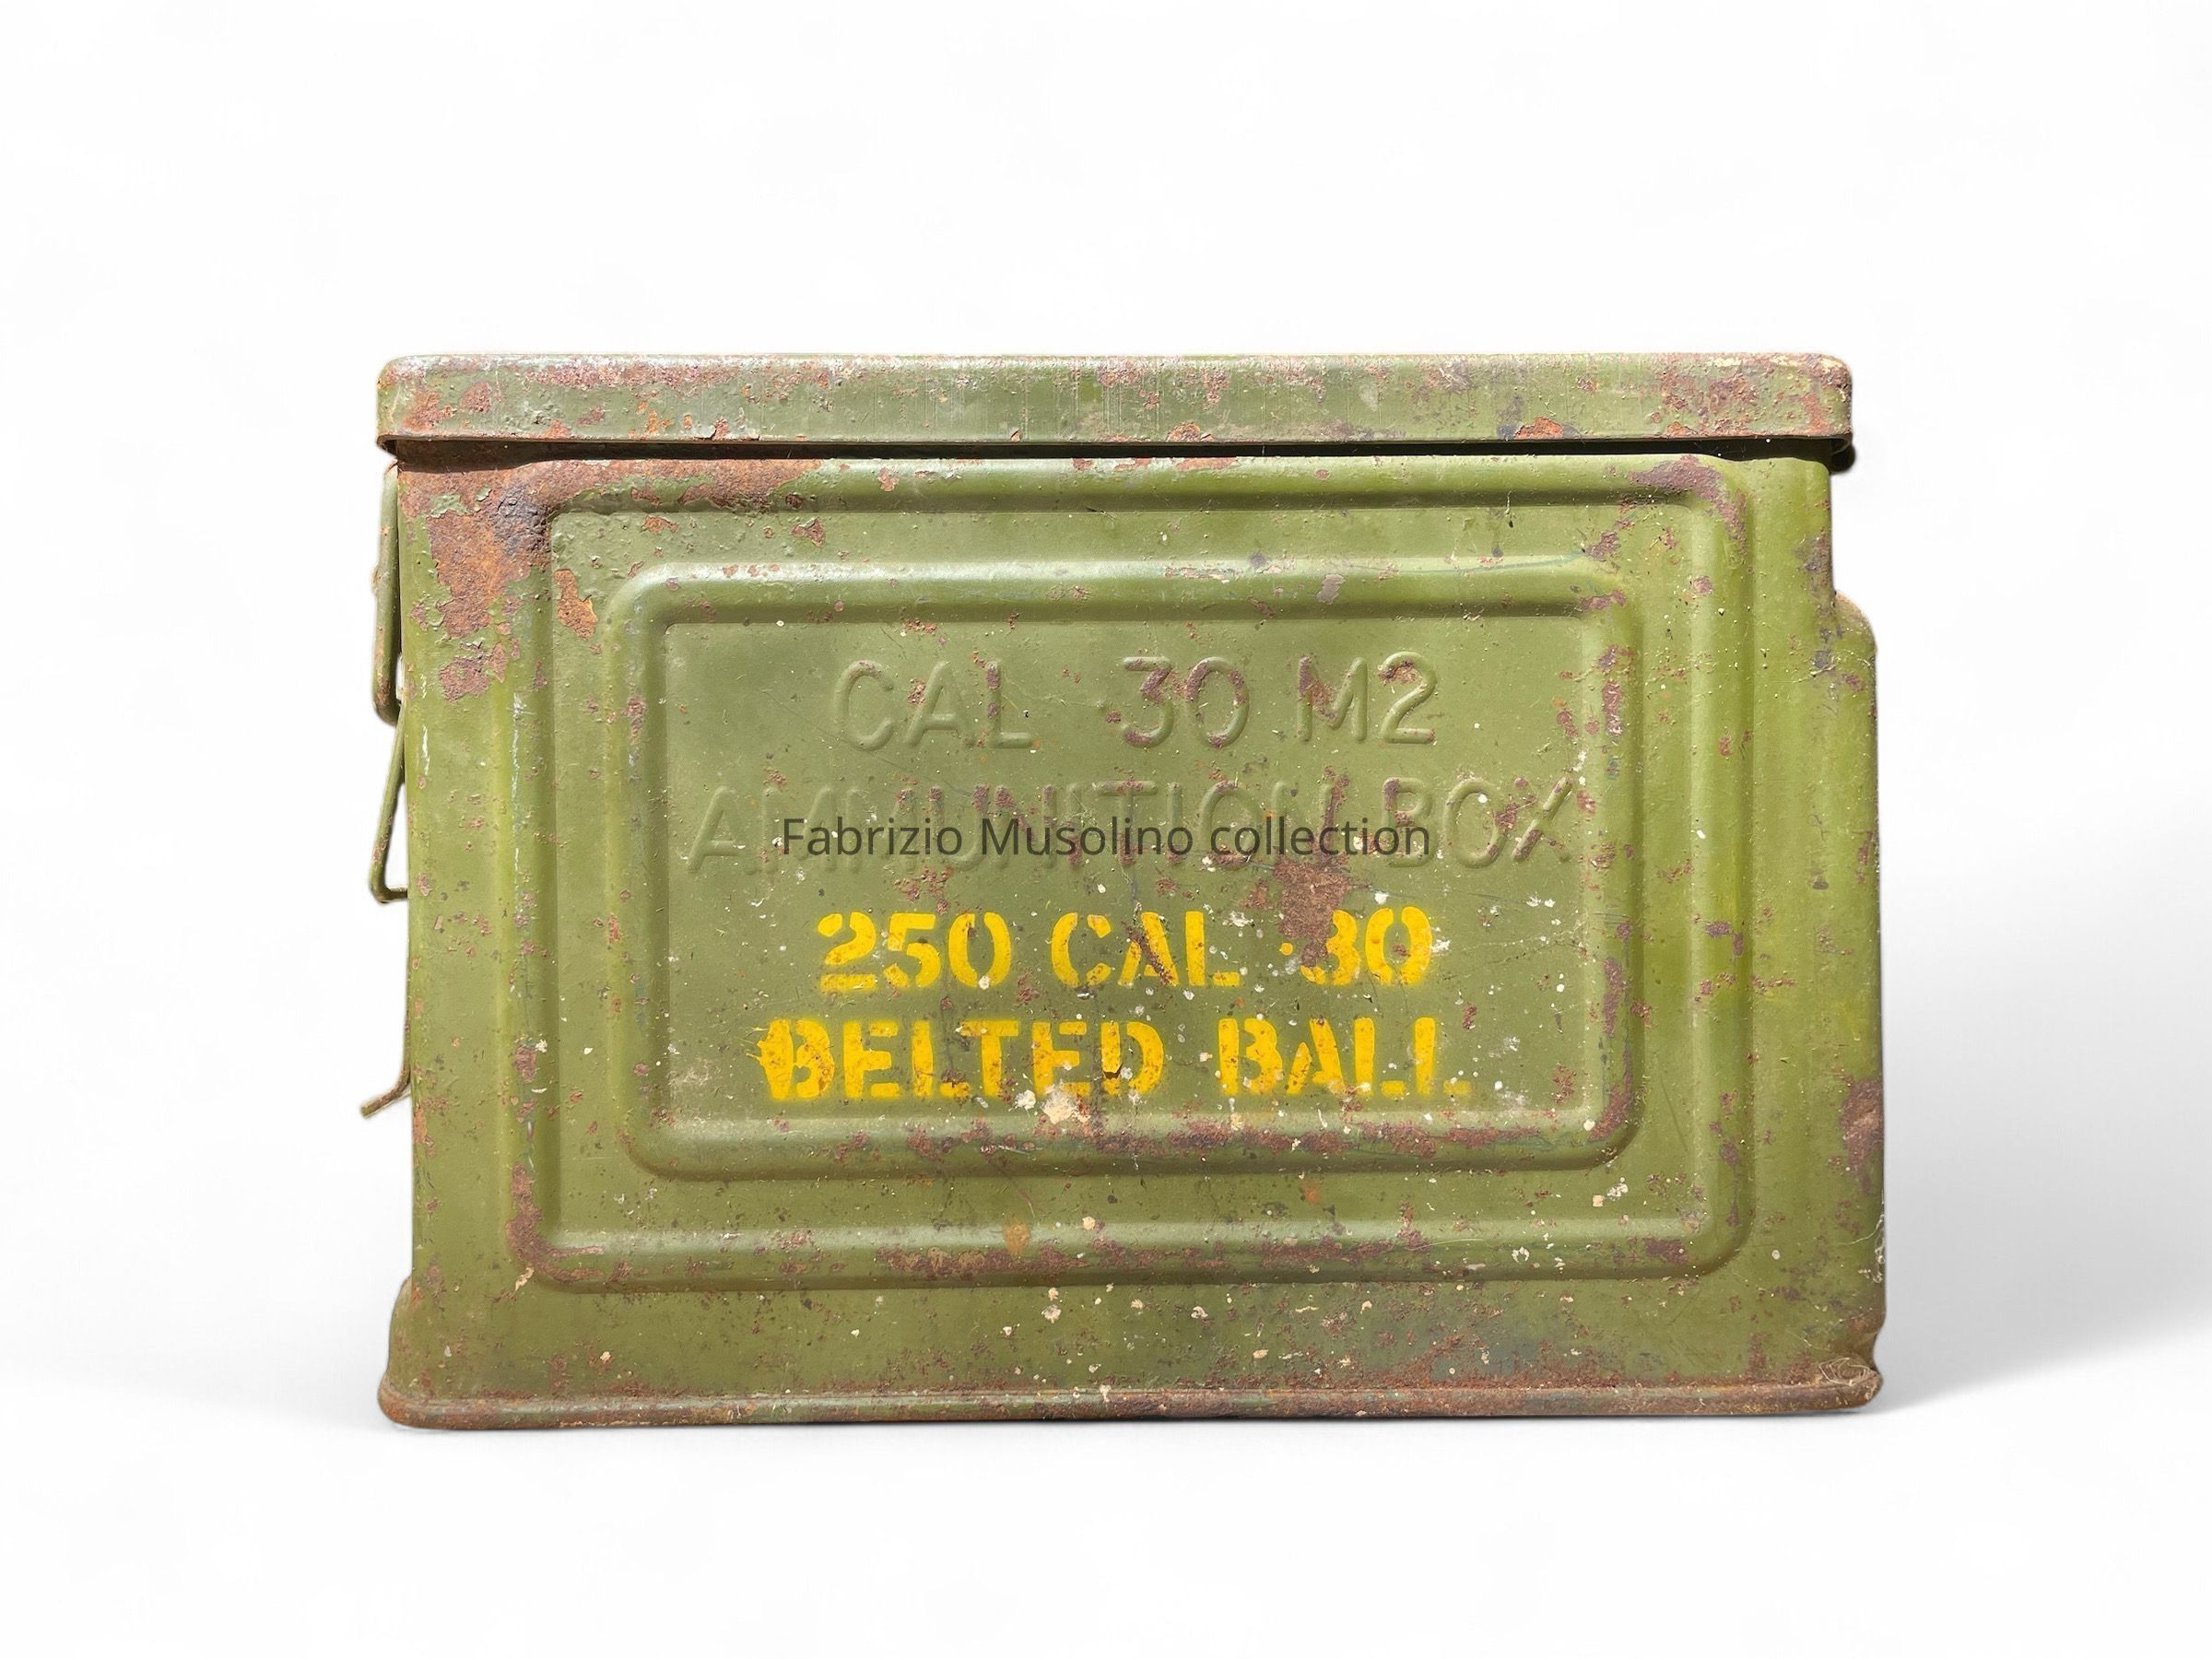 CAL .30 M2
AMMUNITION BOX
Fabrizio Musolino collection
250 CAL .30
BELTED BALL